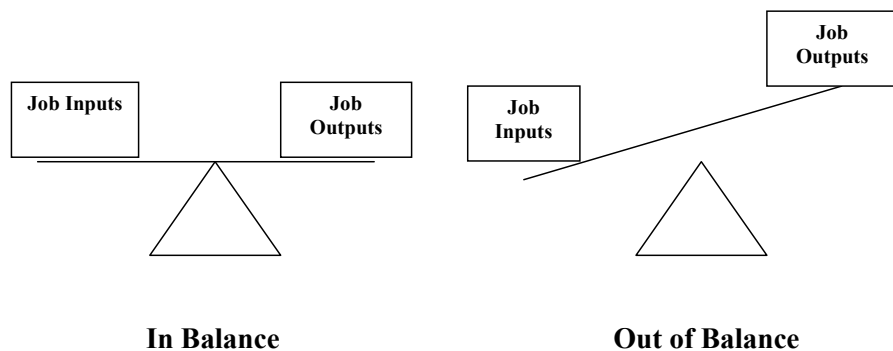 Job Inputs
Job
Outputs
Job
Inputs
Job
Outputs
In Balance
Out of Balance